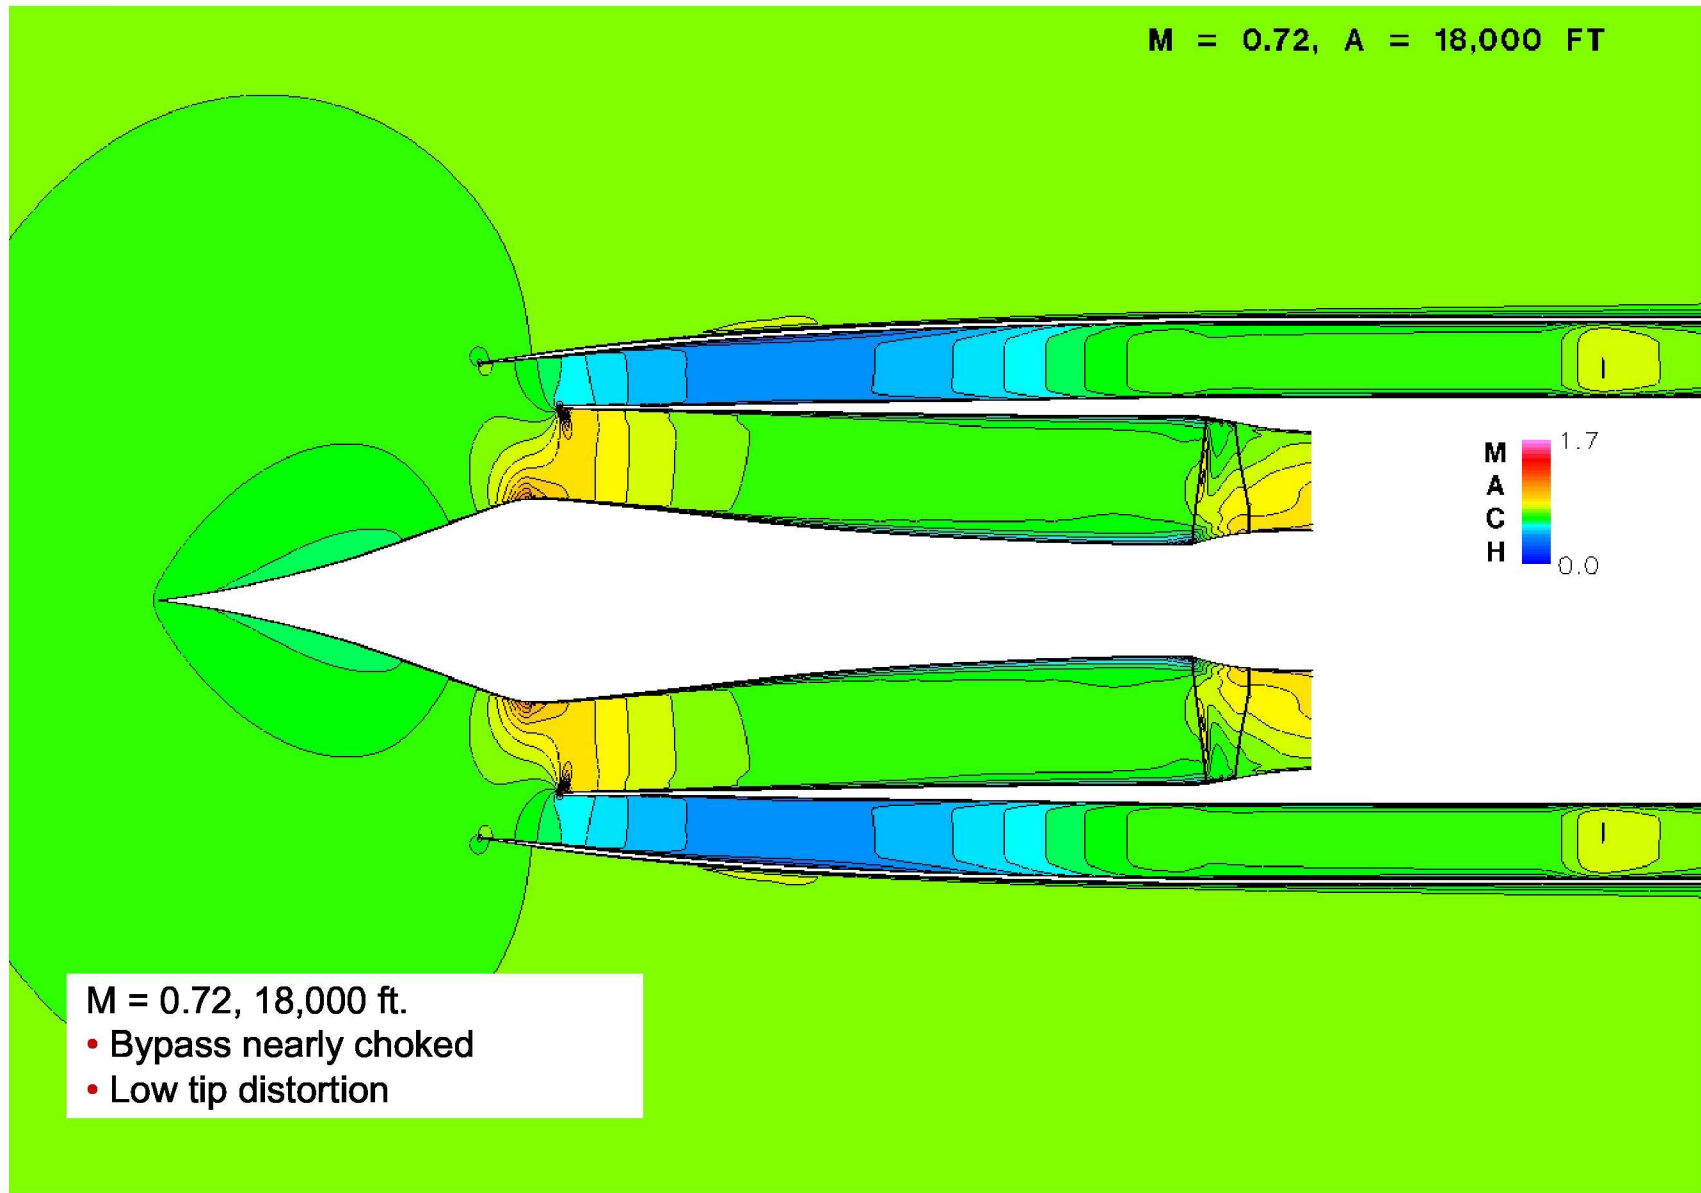 M = 0.72, A = 18,000 FT
1.7
M
A
C
H
0.0
M = 0.72, 18,000 ft.
• Bypass nearly choked
• Low tip distortion